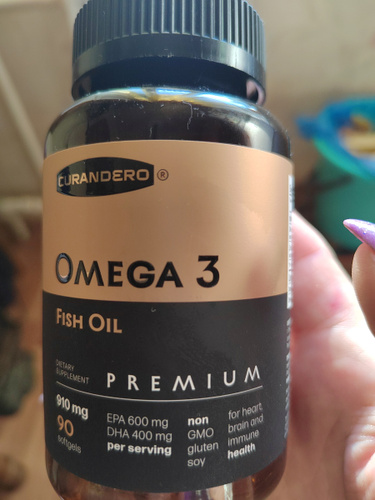 CURANDERO®
OMEGA 3
FISH OIL
DIETARY
SUPPLEMENT
PREMIUM
910 mg
90
softgels
EPA 600 mg
DHA 400 mg
per serving
non
GMO
gluten
soy
for heart,
brain and
immune
health